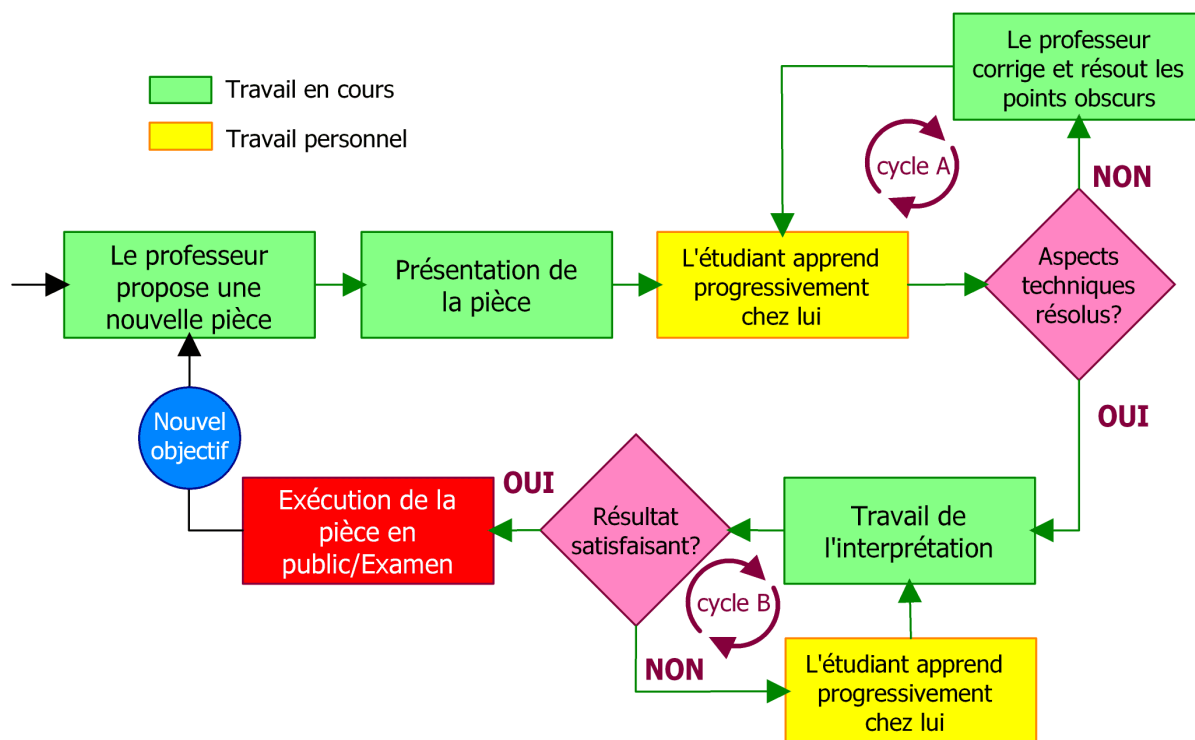 Le professeur
corrige et résout les
points obscurs
Travail en cours
Travail personnel
cycle A
NON
Le professeur
propose une
nouvelle pièce
Présentation de
la pièce
L'étudiant apprend
progressivement
chez lui
Aspects
techniques
résolus?
OUI
Nouvel
objectif
Exécution de la
pièce en
public/Examen
OUI
Résultat
satisfaisant?
Travail de
l'interprétation
cycle B
NON
L'étudiant apprend
progressivement
chez lui